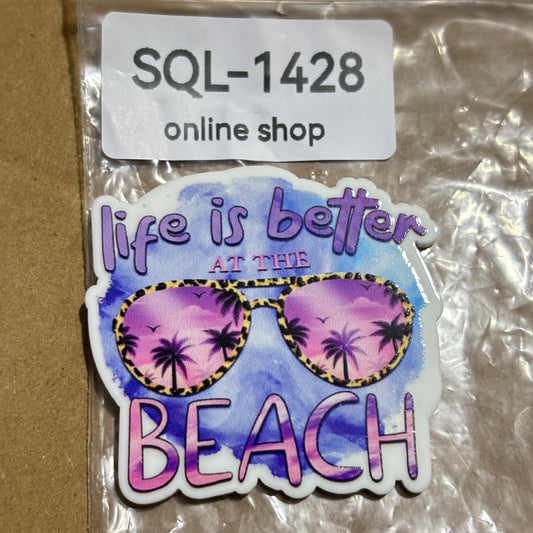 SQL-1428
online shop
life is better
AT THE
BEACH